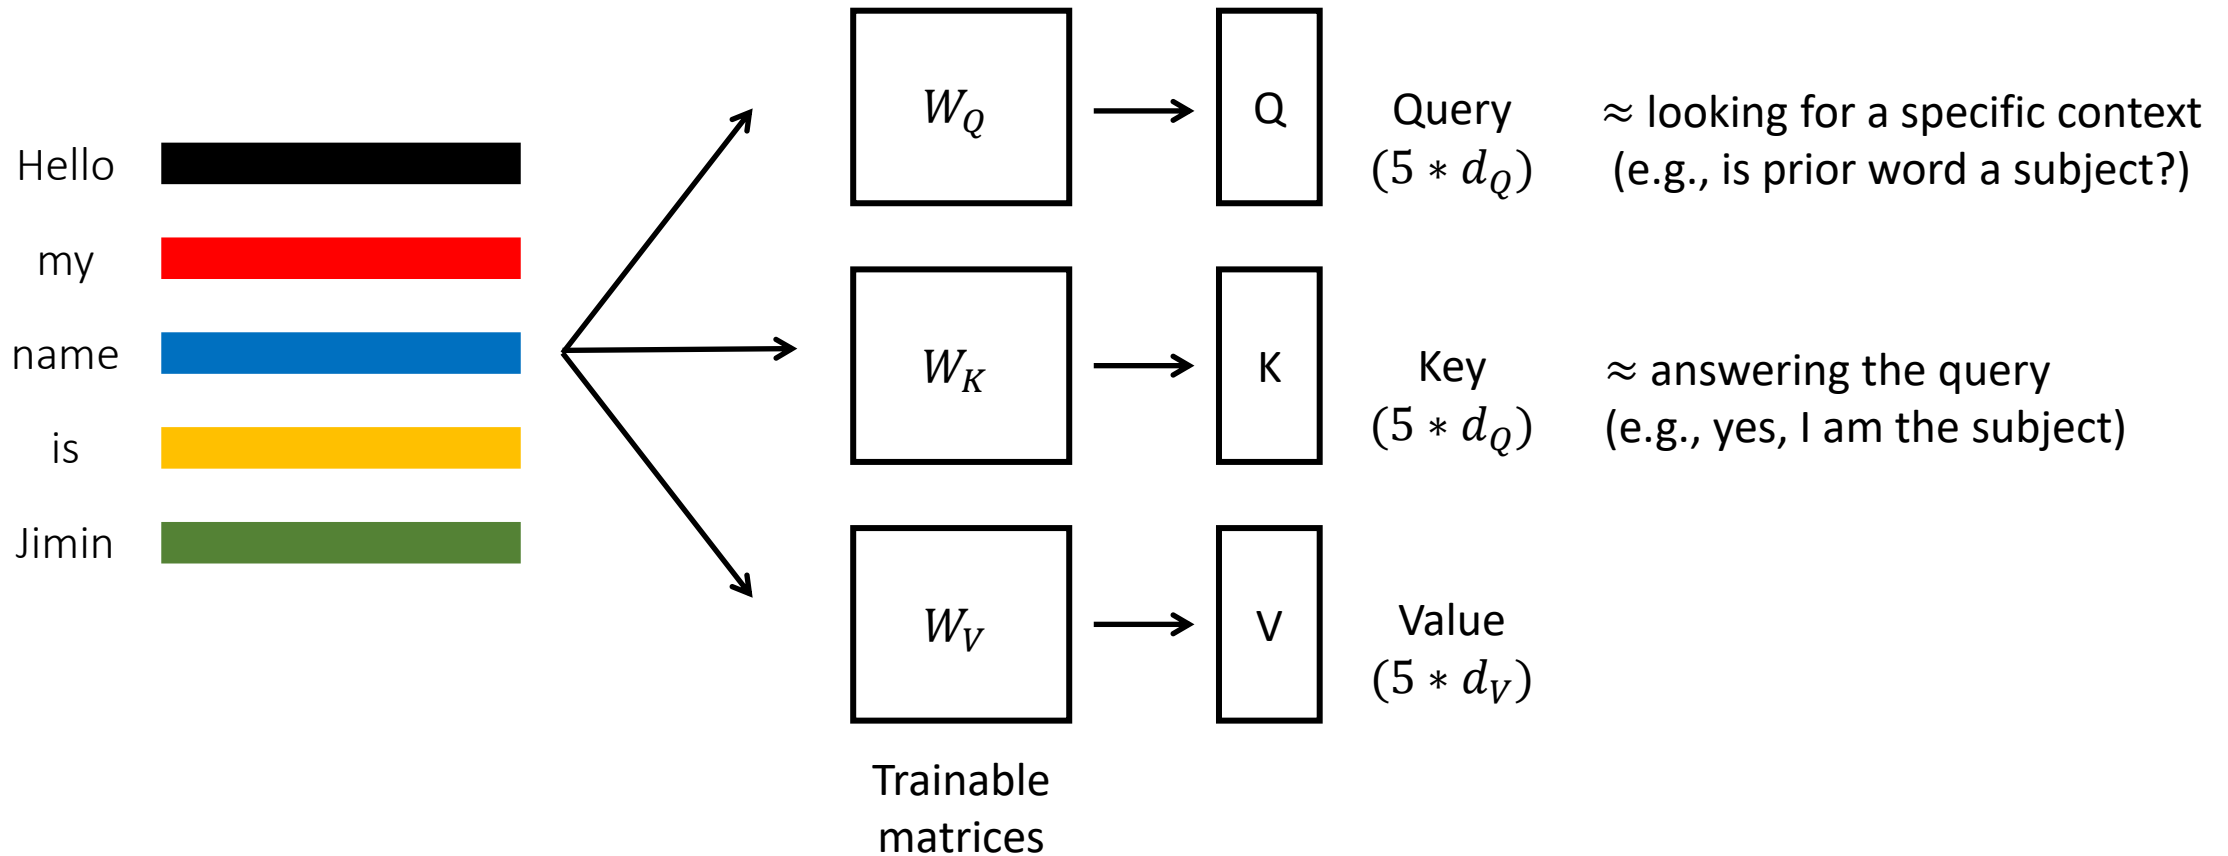 Hello
my
name
is
Jimin
W_Q
Q
Query
(5 ∗ d_Q)
≈ looking for a specific context
(e.g., is prior word a subject?)
W_K
K
Key
(5 ∗ d_Q)
≈ answering the query
(e.g., yes, I am the subject)
W_V
V
Value
(5 ∗ d_V)
Trainable
matrices